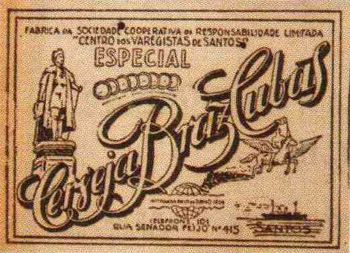 FABRICA DA SOCIEDADE COOPERATIVA DE RESPONSABILIDADE LIMITADA
"CENTRO DOS VAREGISTAS DE SANTOS"
ESPECIAL
Cerveja Braz Cubas
TELEPHONE 101
RUA SENADOR FEIJO Nº 415
SANTOS